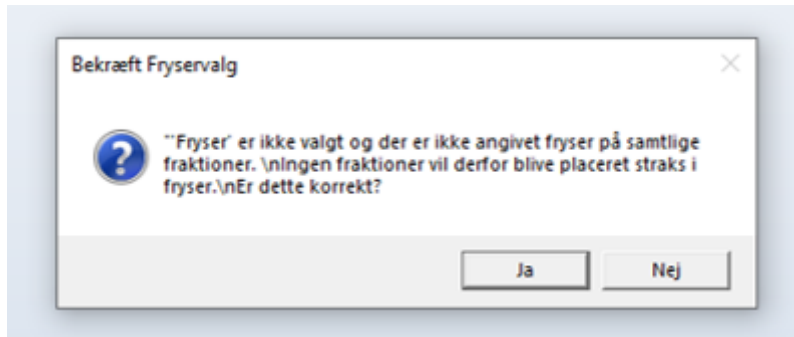 Bekræft Fryservalg
"'Fryser' er ikke valgt og der er ikke angivet fryser på samtlige
fraktioner. \nIngen fraktioner vil derfor blive placeret straks i
fryser.\nEr dette korrekt?
Ja
Nej